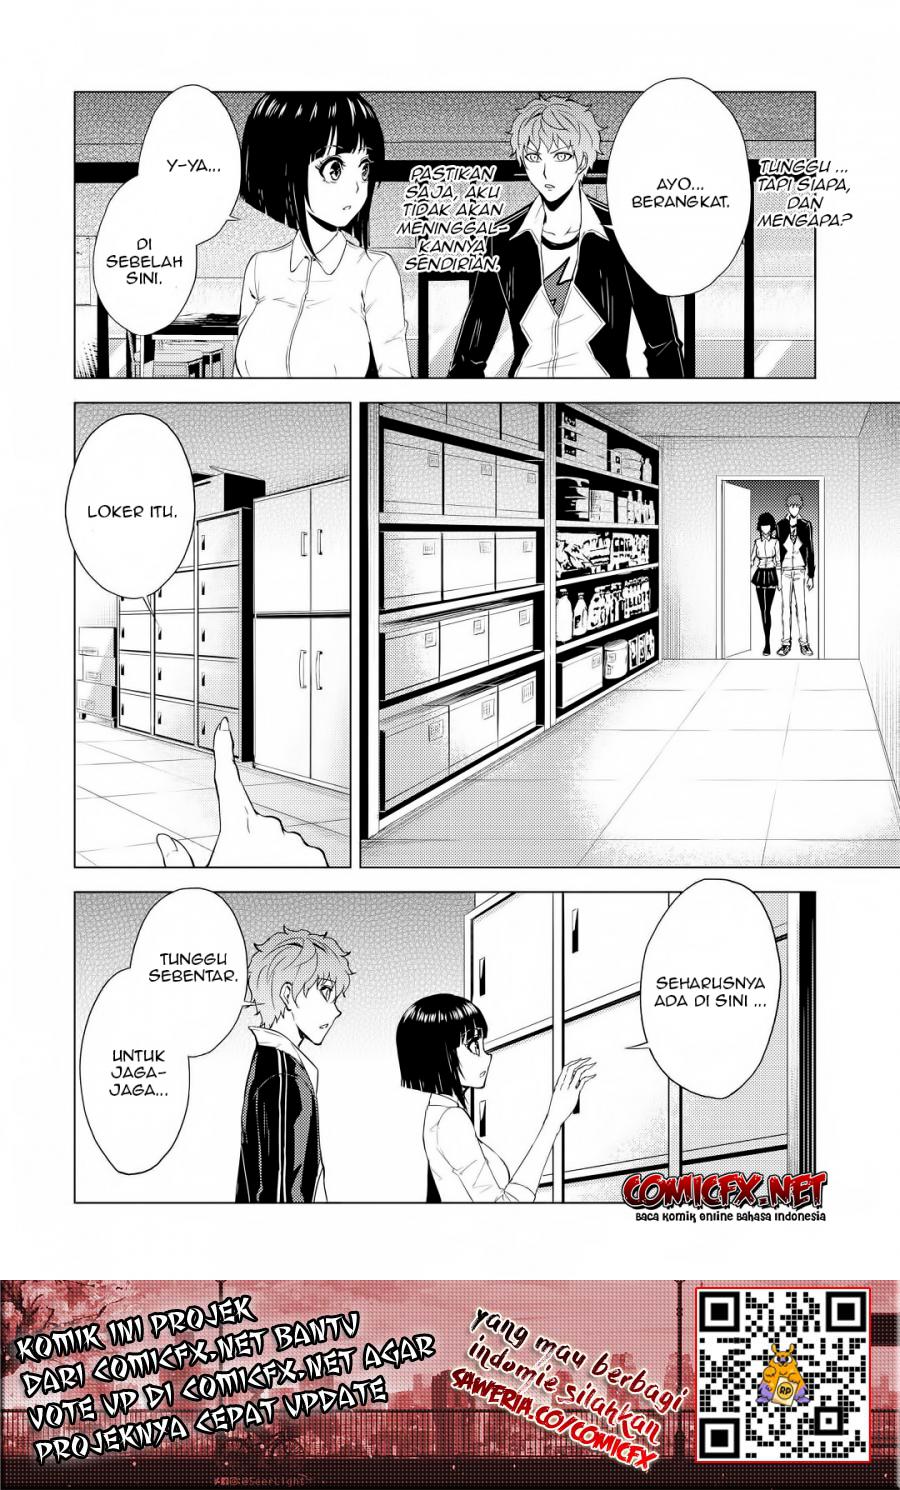 TUNGGU ...
TAPI SIAPA,
DAN
MENGAPA?
AYO...
BERANGKAT.
PASTIKAN
SAJA, AKU
TIDAK AKAN
MENINGGAL-
KANNYA
SENDIRIAN.
Y-YA...
DI
SEBELAH
SINI.
LOKER ITU.
SEHARUSNYA
ADA DI SINI ...
TUNGGU
SEBENTAR.
UNTUK
JAGA-
JAGA...
COMICFX.NET
BACA KOMIK ONLINE BAHASA INDONESIA
KOMIK INI PROJEK
DARI COMICFX.NET BANTU
VOTE UP DI COMICFX.NET AGAR
PROJEKNYA CEPAT UPDATE
yang mau berbagi
indomie silahkan
SAWERIA.CO/COMICFX
RP
@SeerLight